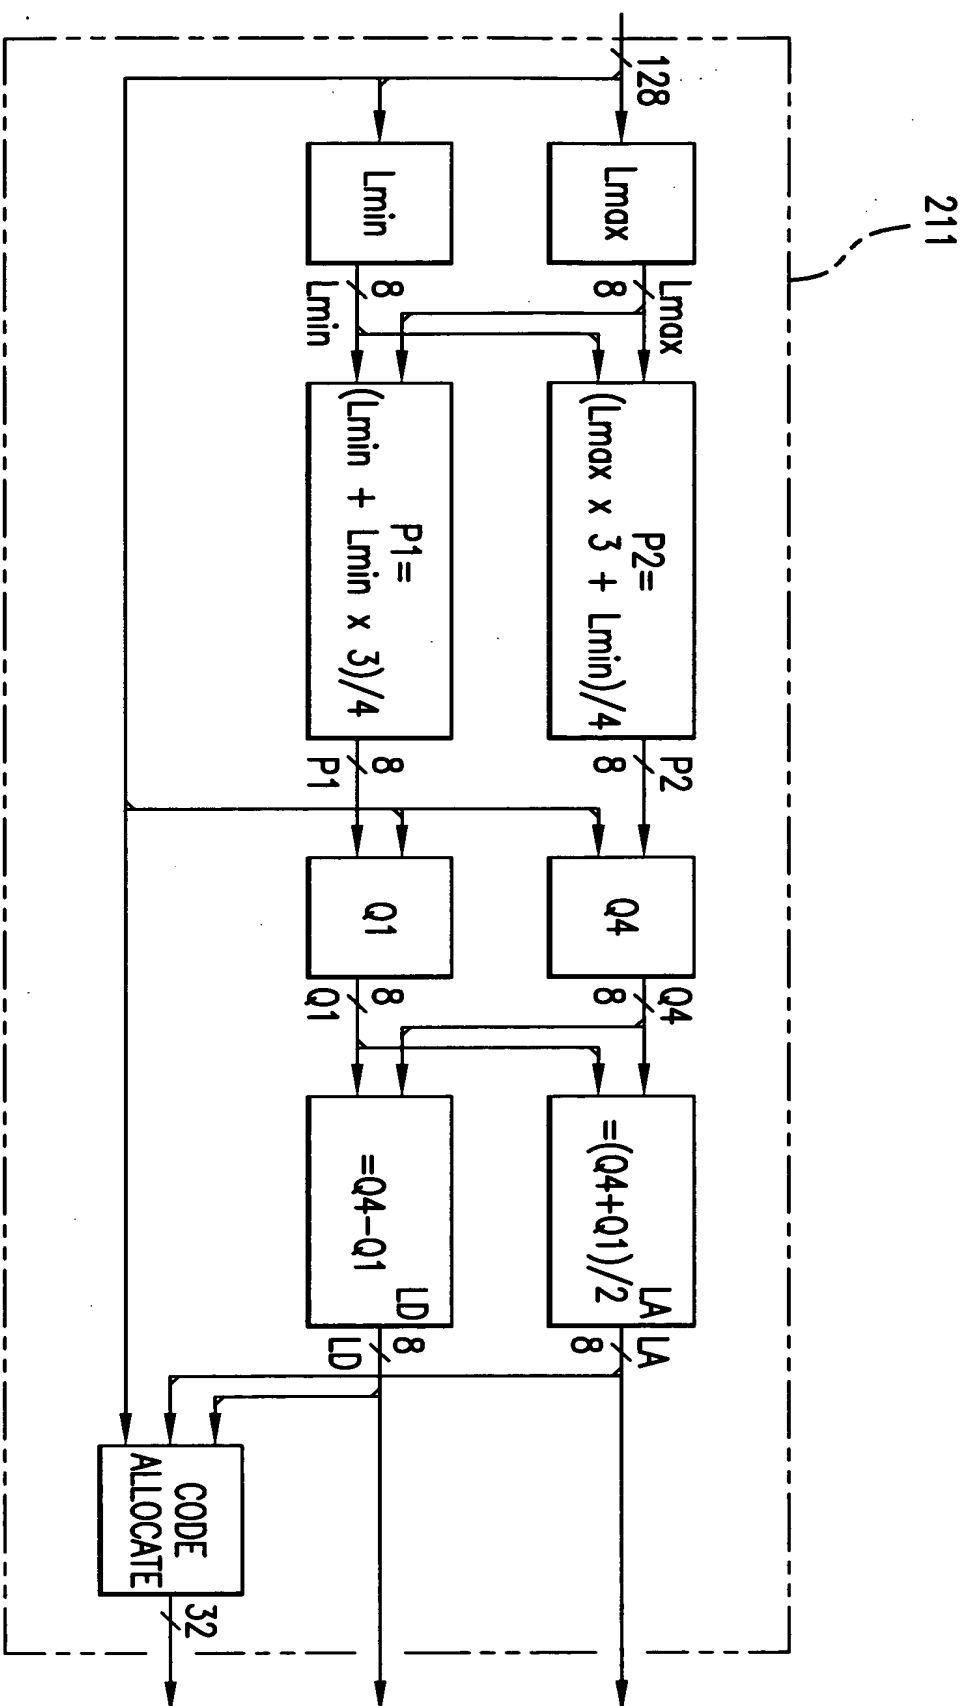 211
128
Lmax
Lmin
Lmax
8
8
Lmin
P2=
(Lmax x 3 + Lmin)/4
P1=
(Lmin + Lmin x 3)/4
P2
8
8
P1
Q4
Q1
Q4
8
8
Q1
LA
=(Q4+Q1)/2
LD
=Q4-Q1
LA
8
8
LD
CODE
ALLOCATE
32